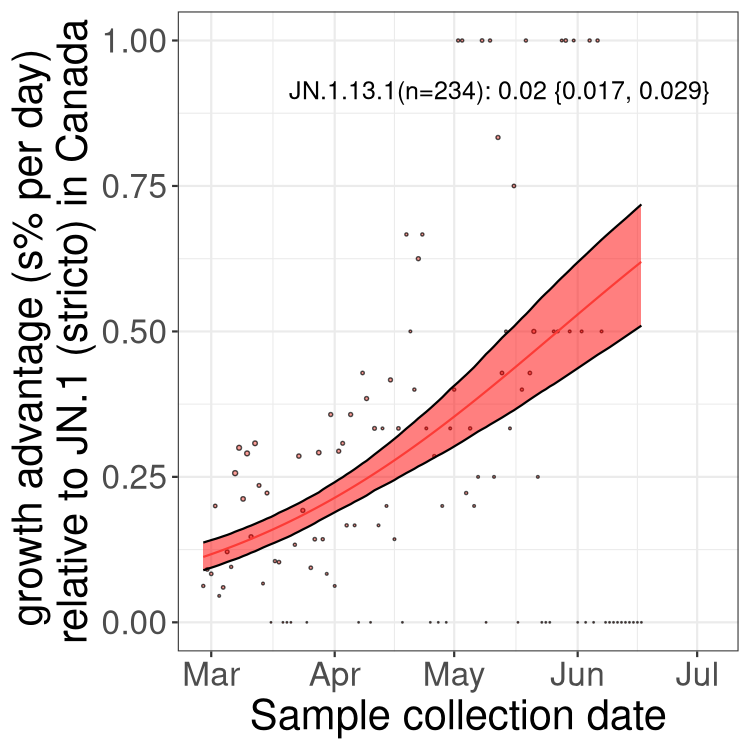 growth advantage (s% per day)
relative to JN.1 (stricto) in Canada
1.00
JN.1.13.1(n=234): 0.02 {0.017, 0.029}
0.75
0.50
0.25
0.00
Mar Apr May Jun Jul
Sample collection date